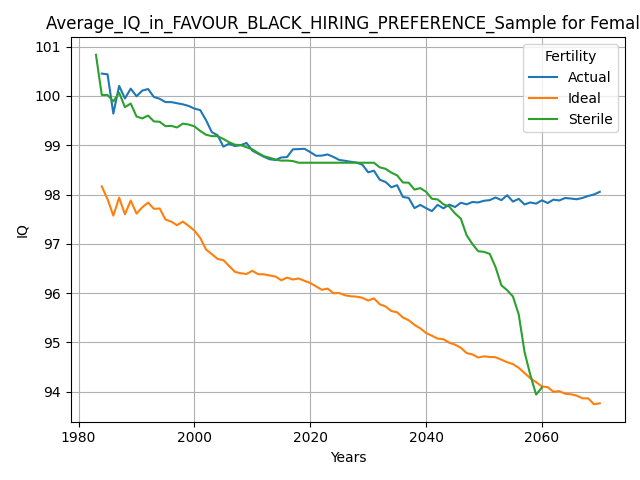 Average_IQ_in_FAVOUR_BLACK_HIRING_PREFERENCE_Sample for Femal
101
100
99
98
97
96
95
94
IQ
1980
2000
2020
2040
2060
Years
Fertility
Actual
Ideal
Sterile